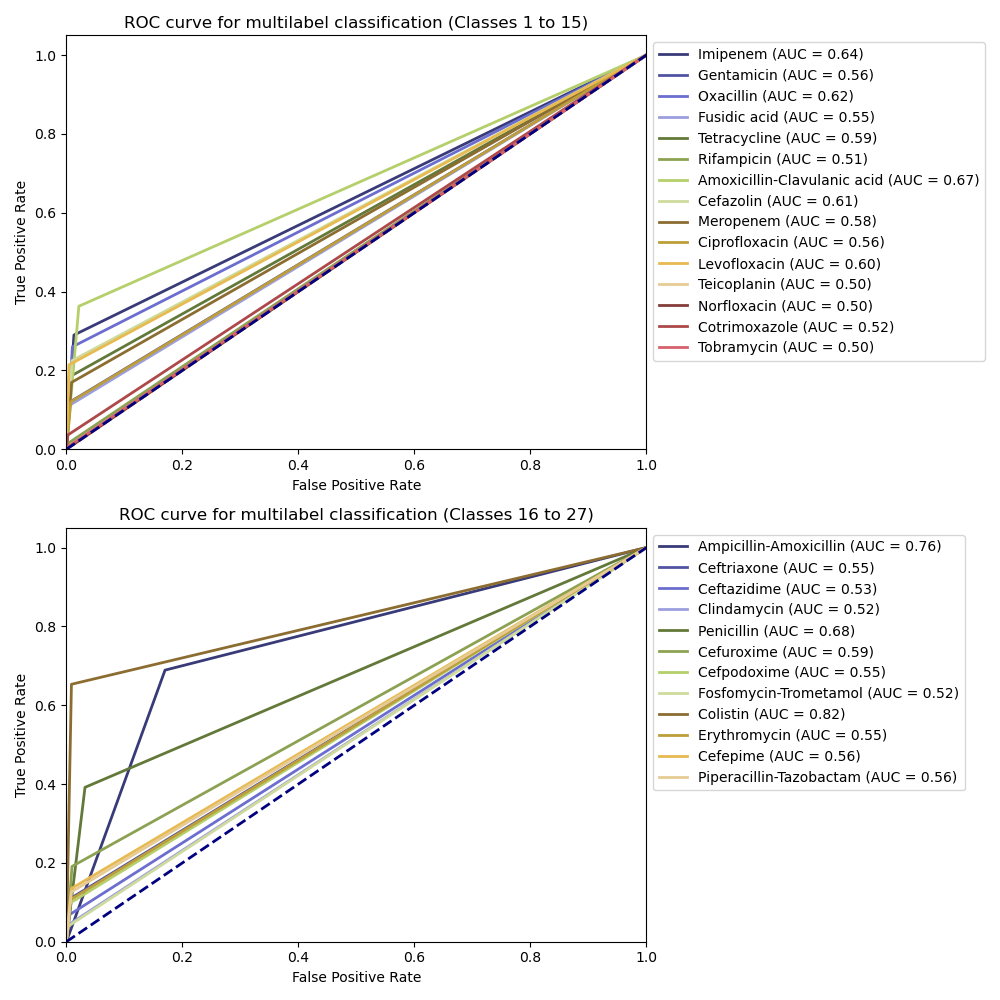 ROC curve for multilabel classification (Classes 1 to 15)
True Positive Rate
1.0
0.8
0.6
0.4
0.2
0.0
0.0 0.2 0.4 0.6 0.8 1.0
False Positive Rate
Imipenem (AUC = 0.64)
Gentamicin (AUC = 0.56)
Oxacillin (AUC = 0.62)
Fusidic acid (AUC = 0.55)
Tetracycline (AUC = 0.59)
Rifampicin (AUC = 0.51)
Amoxicillin-Clavulanic acid (AUC = 0.67)
Cefazolin (AUC = 0.61)
Meropenem (AUC = 0.58)
Ciprofloxacin (AUC = 0.56)
Levofloxacin (AUC = 0.60)
Teicoplanin (AUC = 0.50)
Norfloxacin (AUC = 0.50)
Cotrimoxazole (AUC = 0.52)
Tobramycin (AUC = 0.50)
ROC curve for multilabel classification (Classes 16 to 27)
True Positive Rate
1.0
0.8
0.6
0.4
0.2
0.0
0.0 0.2 0.4 0.6 0.8 1.0
False Positive Rate
Ampicillin-Amoxicillin (AUC = 0.76)
Ceftriaxone (AUC = 0.55)
Ceftazidime (AUC = 0.53)
Clindamycin (AUC = 0.52)
Penicillin (AUC = 0.68)
Cefuroxime (AUC = 0.59)
Cefpodoxime (AUC = 0.55)
Fosfomycin-Trometamol (AUC = 0.52)
Colistin (AUC = 0.82)
Erythromycin (AUC = 0.55)
Cefepime (AUC = 0.56)
Piperacillin-Tazobactam (AUC = 0.56)